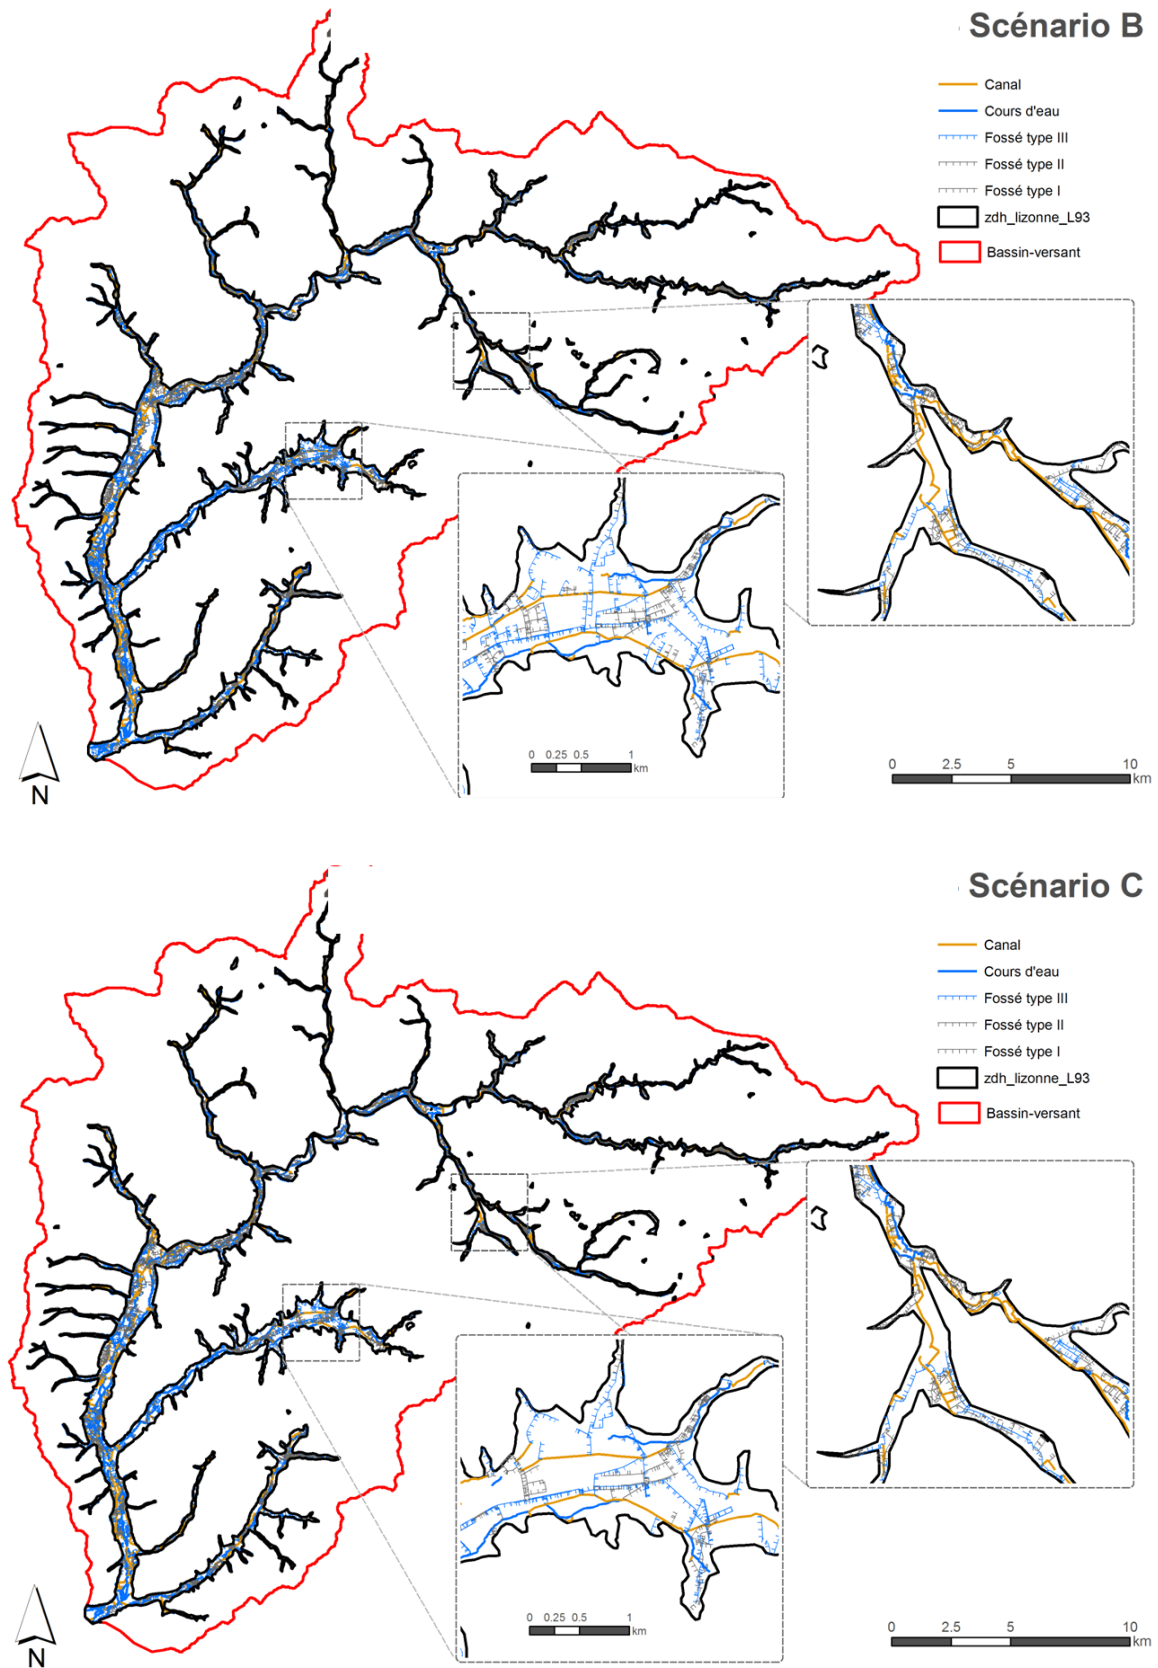 Scénario B
Canal
Cours d'eau
Fossé type III
Fossé type II
Fossé type I
zdh_lizonne_L93
Bassin-versant
0 0.25 0.5 1
km
0 2.5 5 10
km
N
Scénario C
Canal
Cours d'eau
Fossé type III
Fossé type II
Fossé type I
zdh_lizonne_L93
Bassin-versant
0 0.25 0.5 1
km
0 2.5 5 10
km
N